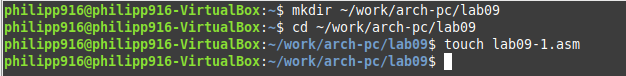 philipp916@philipp916-VirtualBox:~$ mkdir ~/work/arch-pc/lab09
philipp916@philipp916-VirtualBox:~$ cd ~/work/arch-pc/lab09
philipp916@philipp916-VirtualBox:~/work/arch-pc/lab09$ touch lab09-1.asm
philipp916@philipp916-VirtualBox:~/work/arch-pc/lab09$